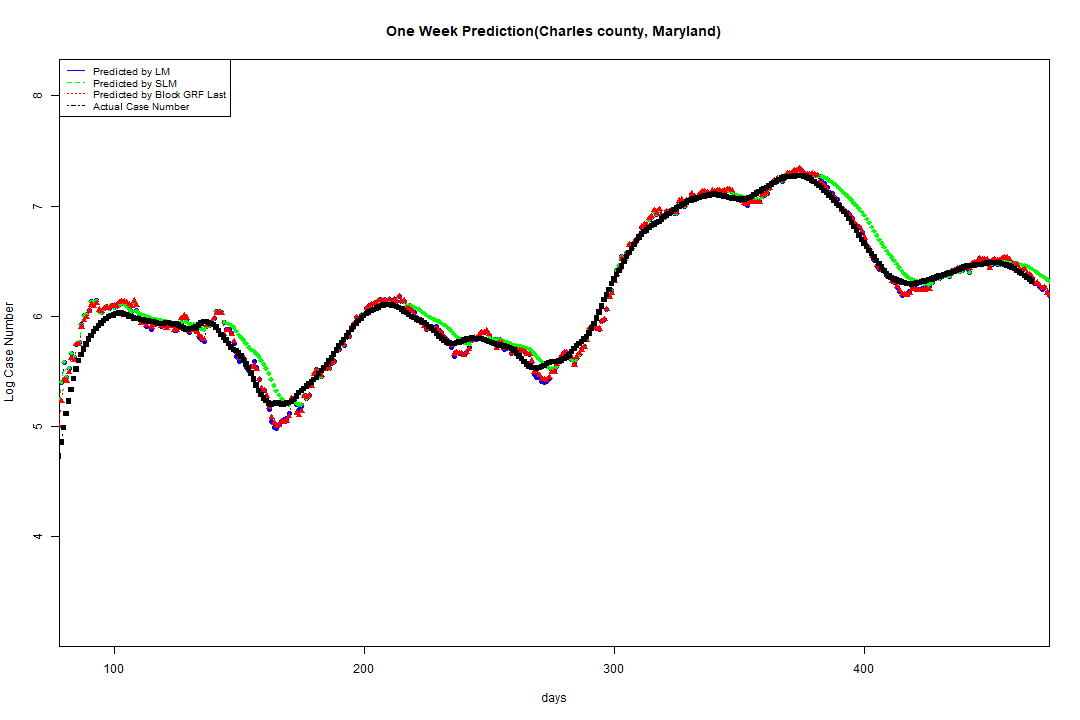 One Week Prediction(Charles county, Maryland)
Predicted by LM
Predicted by SLM
Predicted by Block GRF Last
Actual Case Number
8
7
6
5
4
Log Case Number
100 200 300 400
days